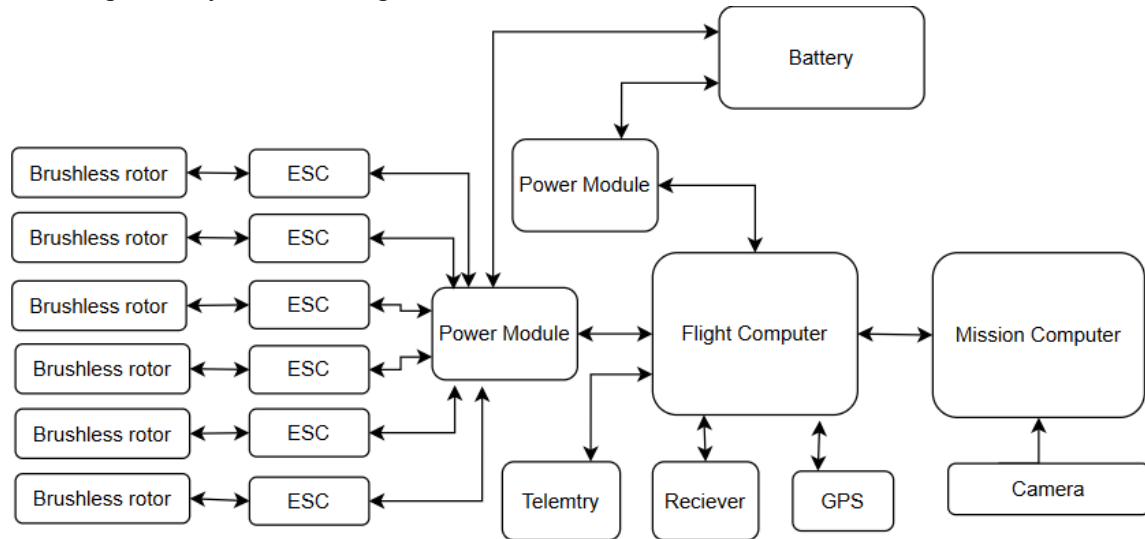 Battery
Power Module
Brushless rotor
ESC
Brushless rotor
ESC
Brushless rotor
ESC
Power Module
Flight Computer
Mission Computer
Brushless rotor
ESC
Brushless rotor
ESC
Brushless rotor
ESC
Telemtry
Reciever
GPS
Camera